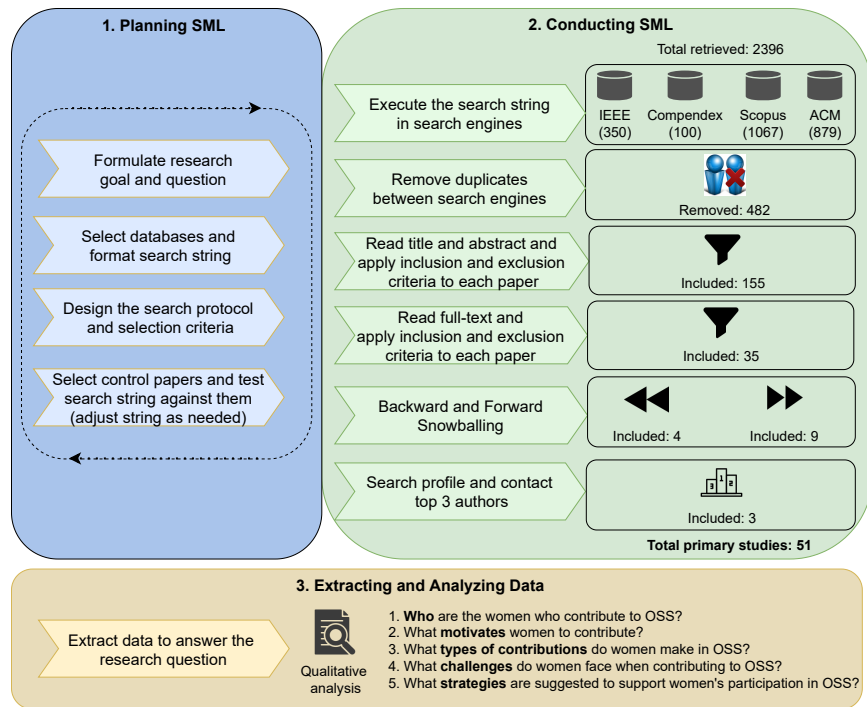 1. Planning SML
Formulate research
goal and question
Select databases and
format search string
Design the search protocol
and selection criteria
Select control papers and test
search string against them
(adjust string as needed)
2. Conducting SML
Total retrieved: 2396
Execute the search string
in search engines
IEEE
(350)
Compendex
(100)
Scopus
(1067)
ACM
(879)
Remove duplicates
between search engines
Removed: 482
Read title and abstract and
apply inclusion and exclusion
criteria to each paper
Included: 155
Read full-text and
apply inclusion and exclusion
criteria to each paper
Included: 35
Backward and Forward
Snowballing
Included: 4
Included: 9
Search profile and contact
top 3 authors
3 1 2
Included: 3
Total primary studies: 51
3. Extracting and Analyzing Data
Extract data to answer the
research question
Qualitative
analysis
1. Who are the women who contribute to OSS?
2. What motivates women to contribute?
3. What types of contributions do women make in OSS?
4. What challenges do women face when contributing to OSS?
5. What strategies are suggested to support women's participation in OSS?